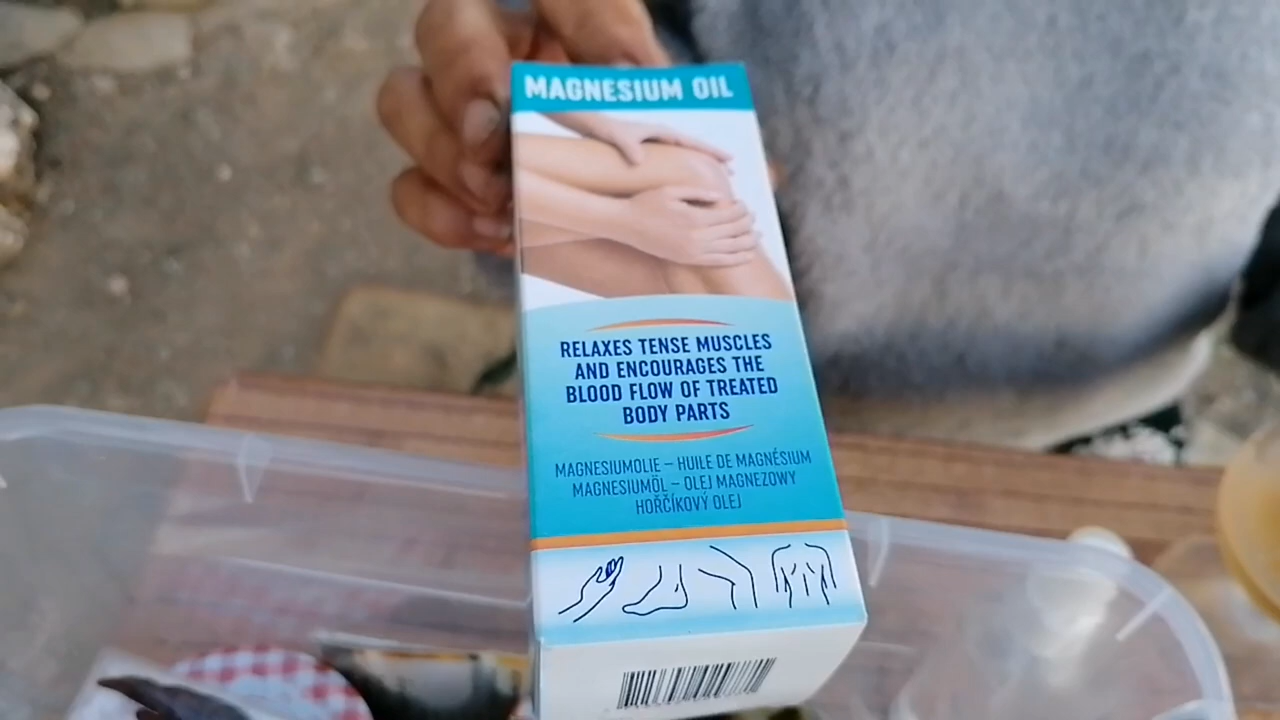 MAGNESIUM OIL
RELAXES TENSE MUSCLES
AND ENCOURAGES THE
BLOOD FLOW OF TREATED
BODY PARTS
MAGNESIUMOLIE – HUILE DE MAGNÉSIUM
MAGNESIUMÖL – OLEJ MAGNEZOWY
HOŘČÍKOVÝ OLEJ